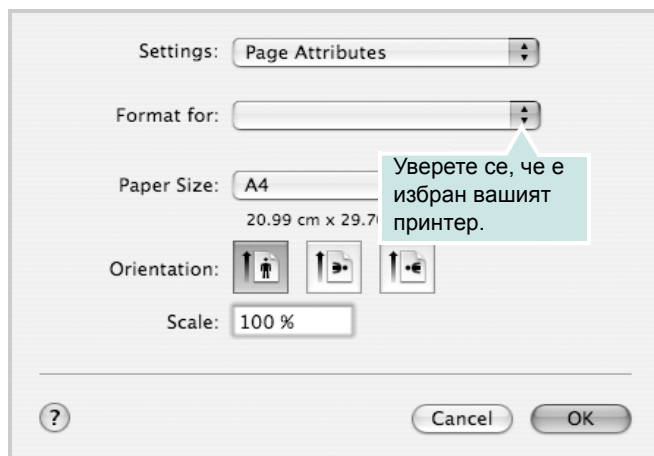 Settings: Page Attributes
Format for:
Уверете се, че е
избран вашият
принтер.
Paper Size: A4
20.99 cm x 29.70
Orientation:
Scale: 100 %
? Cancel OK